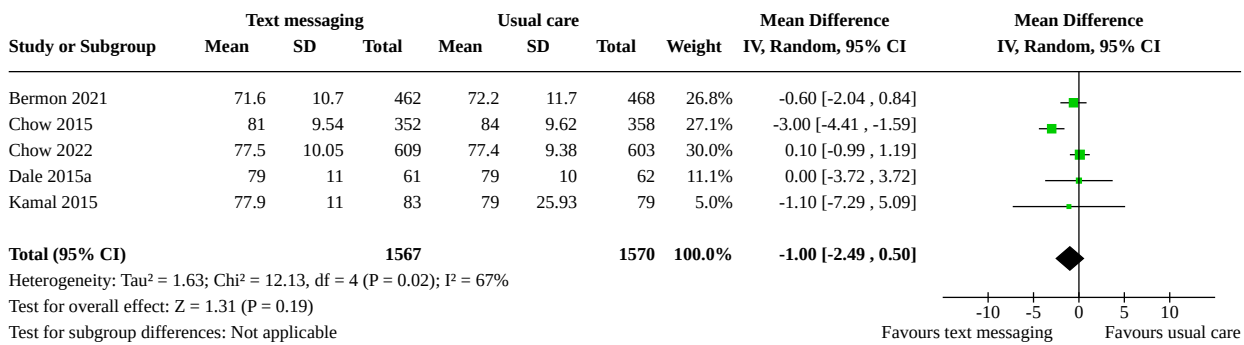 Text messaging Usual care Mean Difference Mean Difference
Study or Subgroup Mean SD Total Mean SD Total Weight IV, Random, 95% CI IV, Random, 95% CI
Bermon 2021 71.6 10.7 462 72.2 11.7 468 26.8% -0.60 [-2.04 , 0.84]
Chow 2015 81 9.54 352 84 9.62 358 27.1% -3.00 [-4.41 , -1.59]
Chow 2022 77.5 10.05 609 77.4 9.38 603 30.0% 0.10 [-0.99 , 1.19]
Dale 2015a 79 11 61 79 10 62 11.1% 0.00 [-3.72 , 3.72]
Kamal 2015 77.9 11 83 79 25.93 79 5.0% -1.10 [-7.29 , 5.09]
Total (95% CI) 1567 1570 100.0% -1.00 [-2.49 , 0.50]
Heterogeneity: Tau² = 1.63; Chi² = 12.13, df = 4 (P = 0.02); I² = 67%
Test for overall effect: Z = 1.31 (P = 0.19)
Test for subgroup differences: Not applicable
-10 -5 0 5 10
Favours text messaging Favours usual care